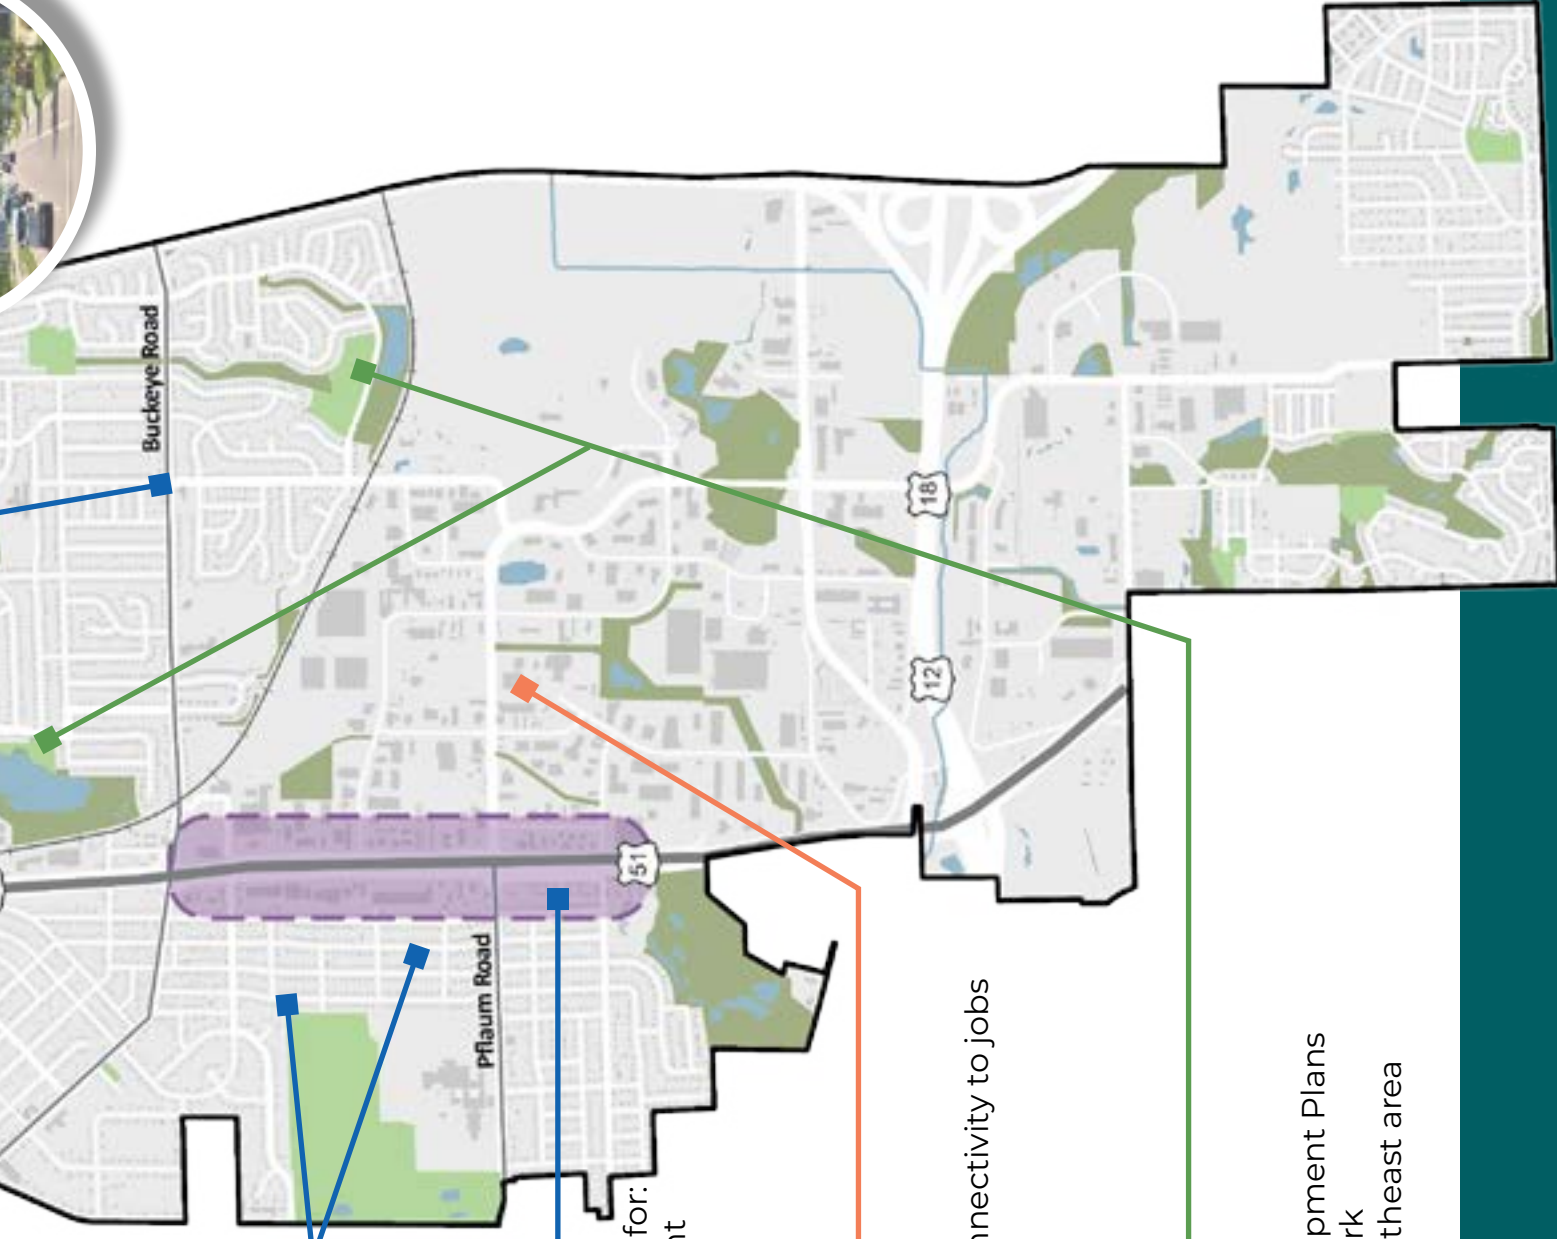 Buckeye Road
18
12
51
Pflaum Road
for:
nt
nnectivity to jobs
pment Plans
rk
theast area